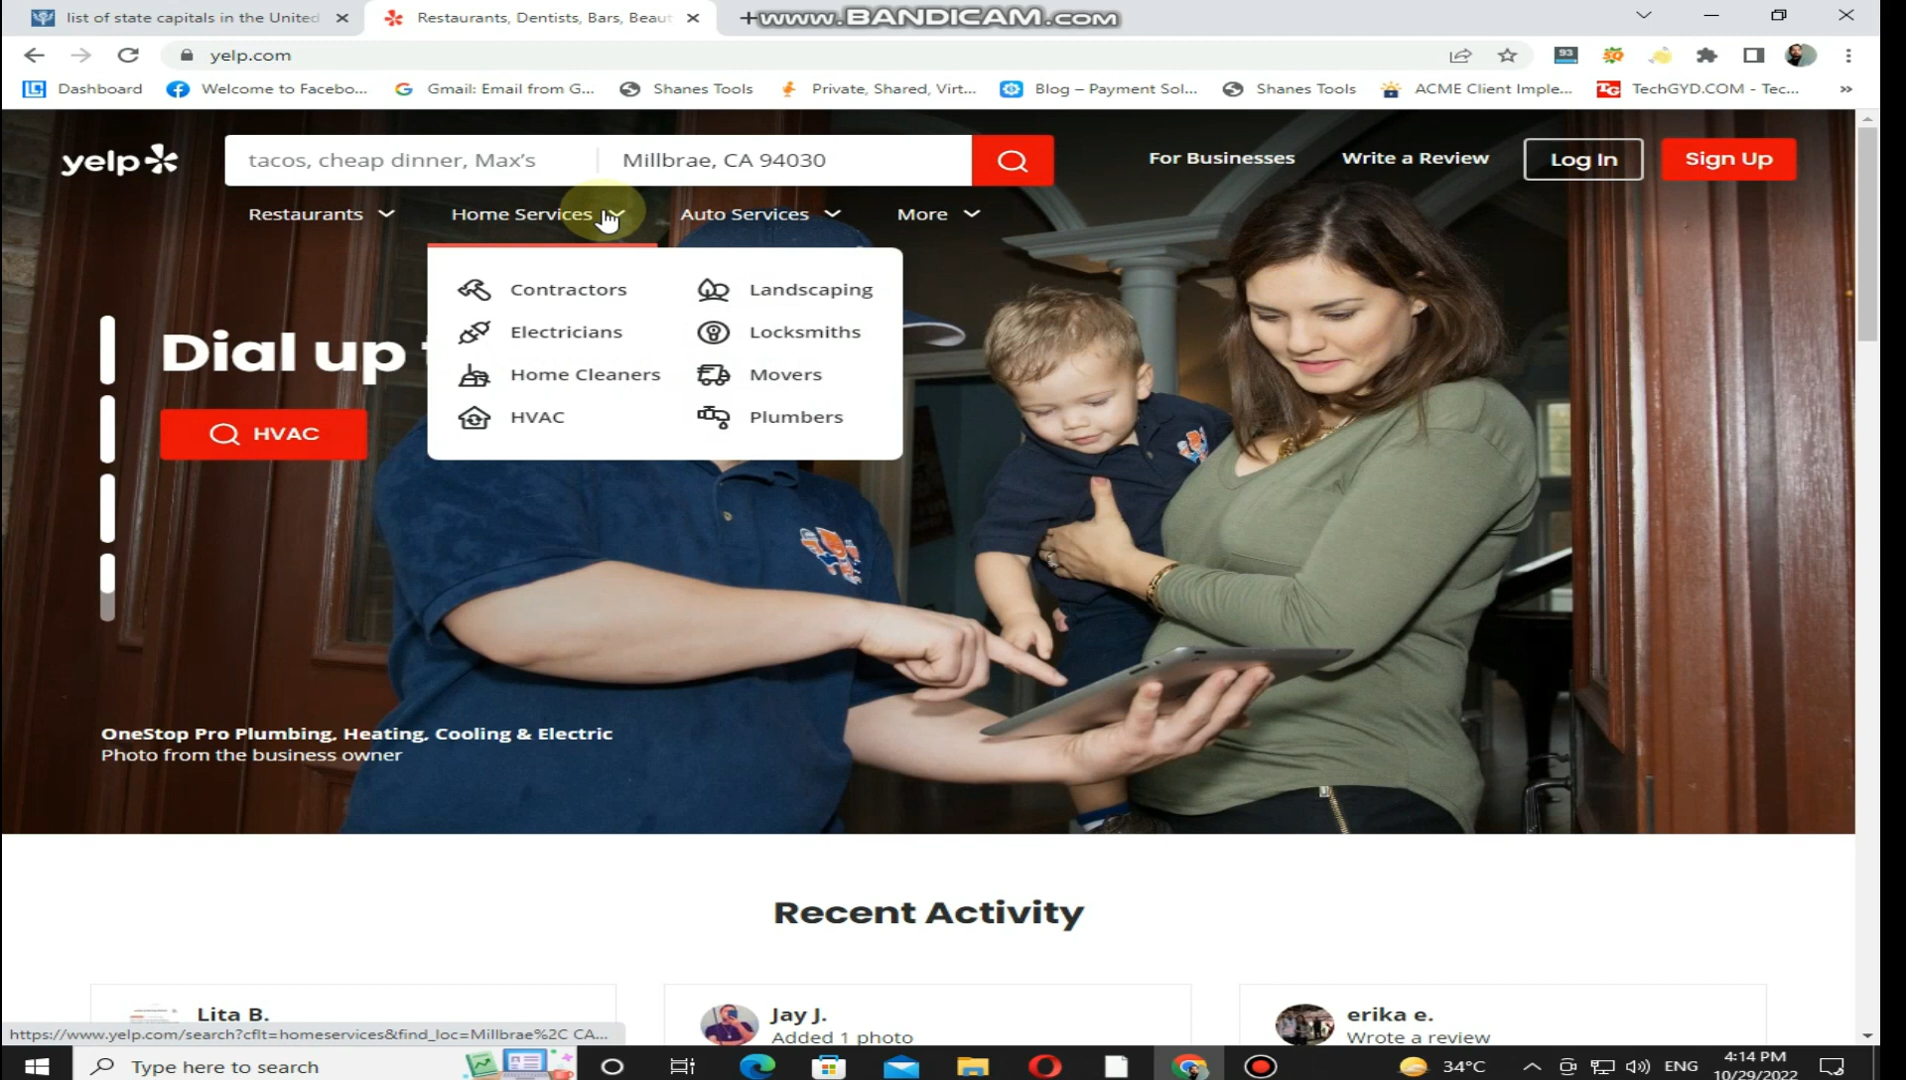 list of state capitals in the United
Restaurants, Dentists, Bars, Beau
www.BANDICAM.com
yelp.com
93
Dashboard
Welcome to Facebo...
Gmail: Email from G...
Shanes Tools
Private, Shared, Virt...
Blog – Payment Sol...
Shanes Tools
ACME Client Imple...
TG
TechGYD.COM - Tec...
yelp
tacos, cheap dinner, Max's
Millbrae, CA 94030
For Businesses
Write a Review
Log In
Sign Up
Restaurants
Home Services
Auto Services
More
Contractors
Landscaping
Electricians
Locksmiths
Home Cleaners
Movers
HVAC
Plumbers
Dial up
HVAC
OneStop Pro Plumbing, Heating, Cooling & Electric
Photo from the business owner
Recent Activity
Lita B.
Jay J.
Added 1 photo
erika e.
Wrote a review
https://www.yelp.com/search?cflt=homeservices&find_loc=Millbrae%2C CA...
Type here to search
34°C
ENG
4:14 PM
10/29/2022